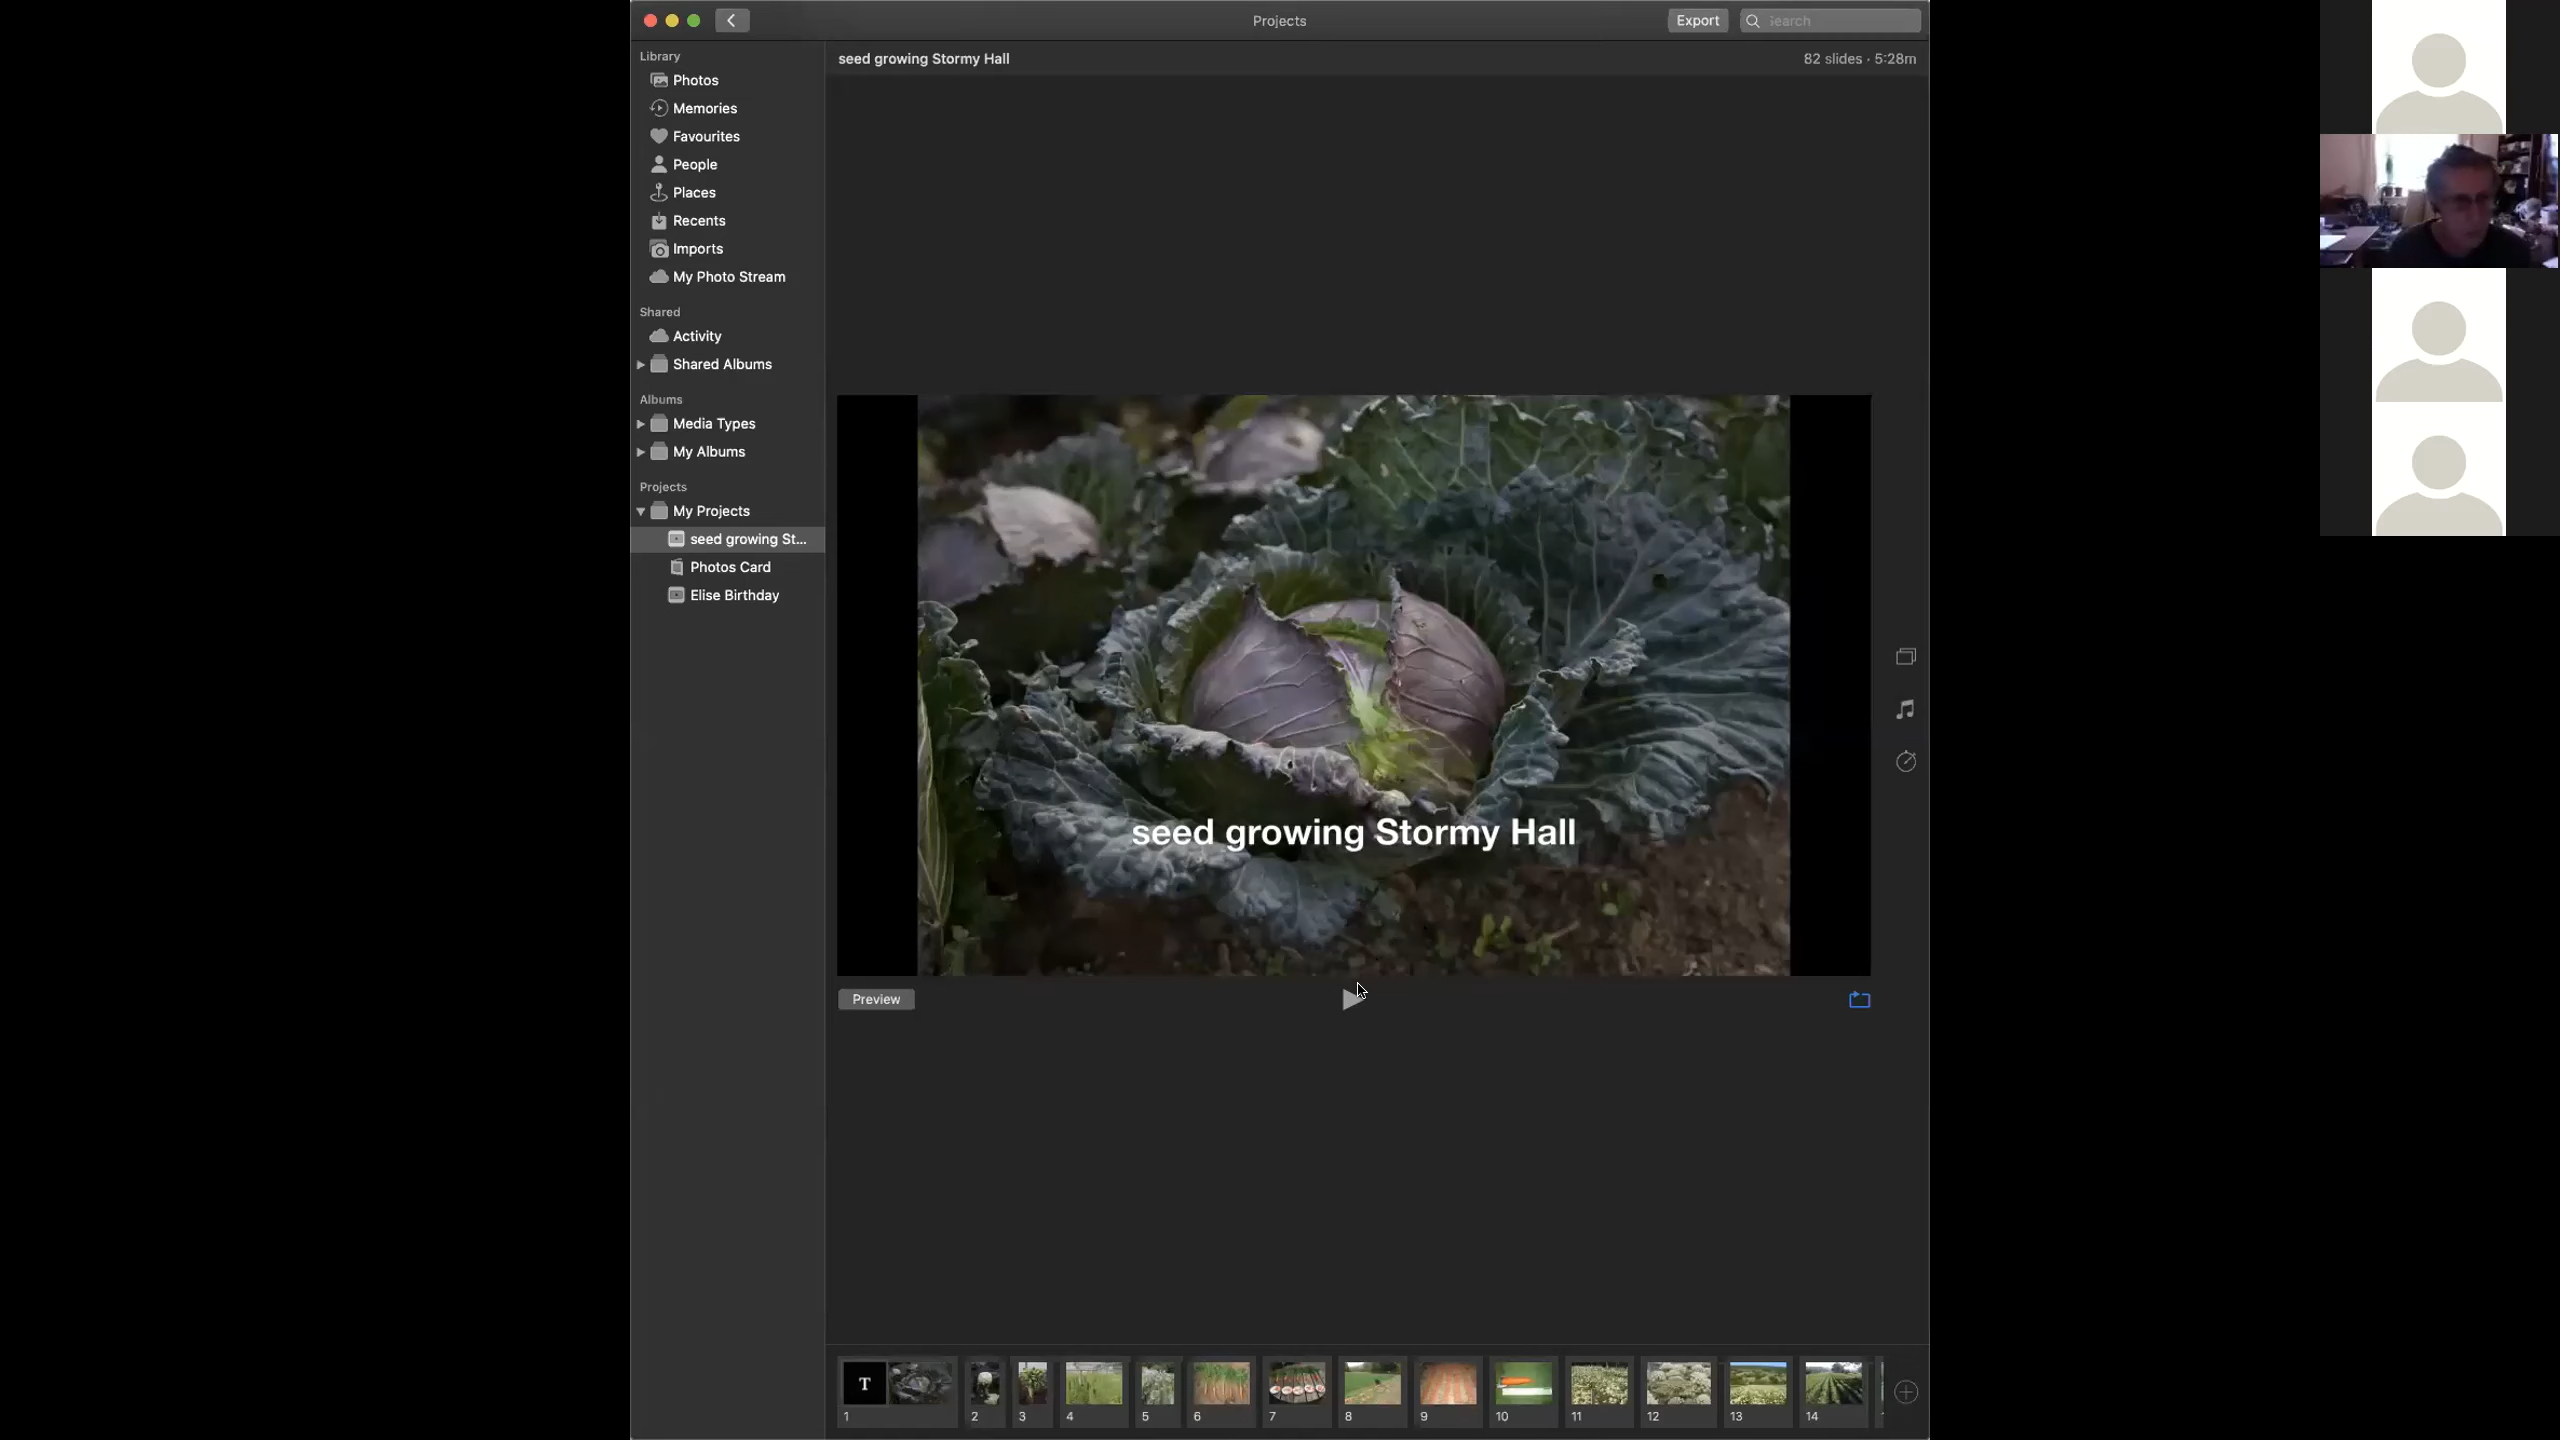 Projects
Export
Search
Library
Photos
Memories
Favourites
People
Places
Recents
Imports
My Photo Stream
Shared
Activity
Shared Albums
Albums
Media Types
My Albums
Projects
My Projects
seed growing St...
Photos Card
Elise Birthday
seed growing Stormy Hall
82 slides · 5:28m
seed growing Stormy Hall
Preview
T
1
2
3
4
5
6
7
8
9
10
11
12
13
14